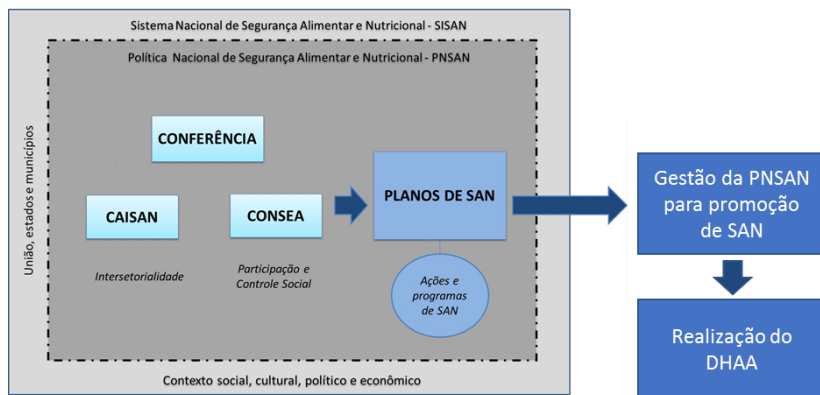 Sistema Nacional de Segurança Alimentar e Nutricional - SISAN
Política Nacional de Segurança Alimentar e Nutricional - PNSAN
União, estados e municípios
CONFERÊNCIA
CAISAN
CONSEA
Intersetorialidade
Participação e
Controle Social
PLANOS DE SAN
Ações e
programas
de SAN
Gestão da PNSAN
para promoção
de SAN
Realização do
DHAA
Contexto social, cultural, político e econômico